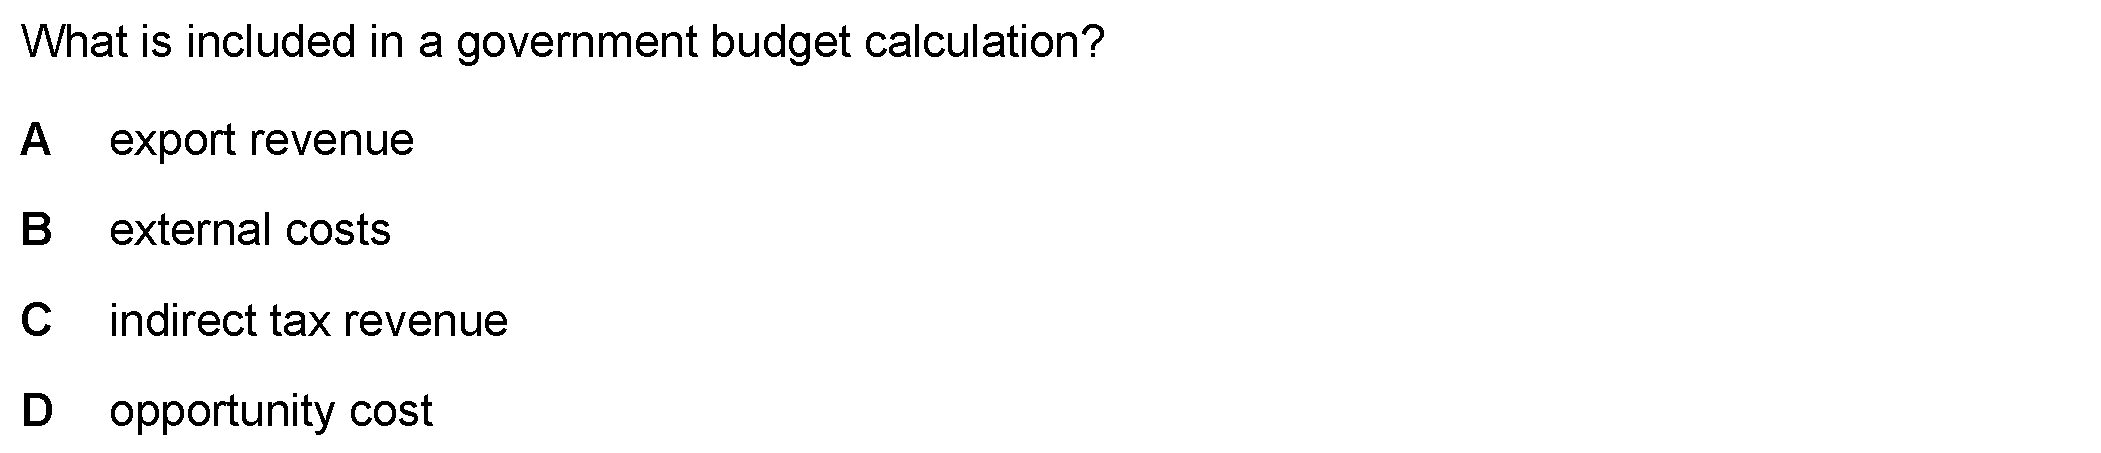 What is included in a government budget calculation?
A export revenue
B external costs
C indirect tax revenue
D opportunity cost